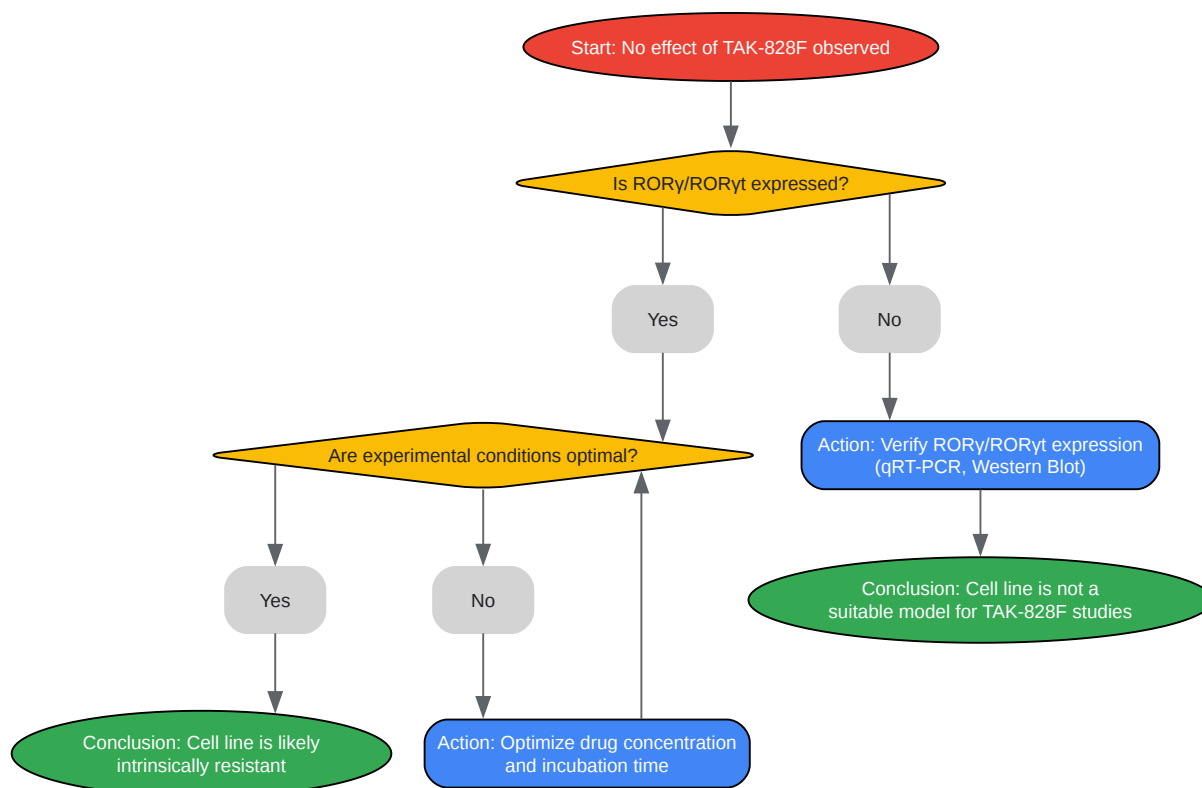 Start: No effect of TAK-828F observed
Is RORγ/RORγt expressed?
Yes
No
Action: Verify RORγ/RORγt expression
(qRT-PCR, Western Blot)
Are experimental conditions optimal?
Yes
No
Conclusion: Cell line is not a
suitable model for TAK-828F studies
Conclusion: Cell line is likely
intrinsically resistant
Action: Optimize drug concentration
and incubation time